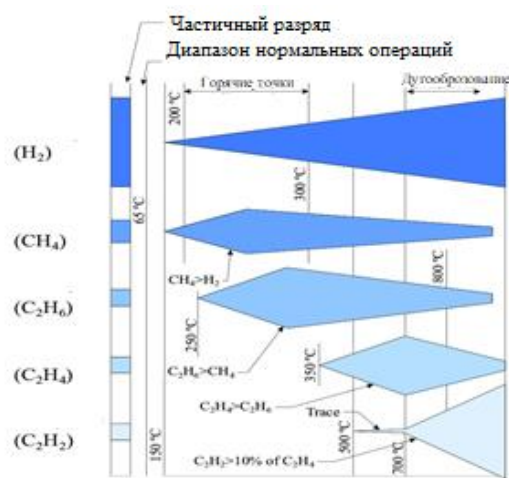 Частичный разряд
Диапазон нормальных операций
Горячие точки
Дугооброзование
200 ℃
(H₂)
65 ℃
300 ℃
(CH₄)
CH₄>H₂
800 ℃
(C₂H₆)
250 ℃
C₂H₆>CH₄
350 ℃
(C₂H₄)
C₂H₄>C₂H₆
Trace
(C₂H₂)
150 ℃
500 ℃
700 ℃
C₂H₂>10% of C₂H₄